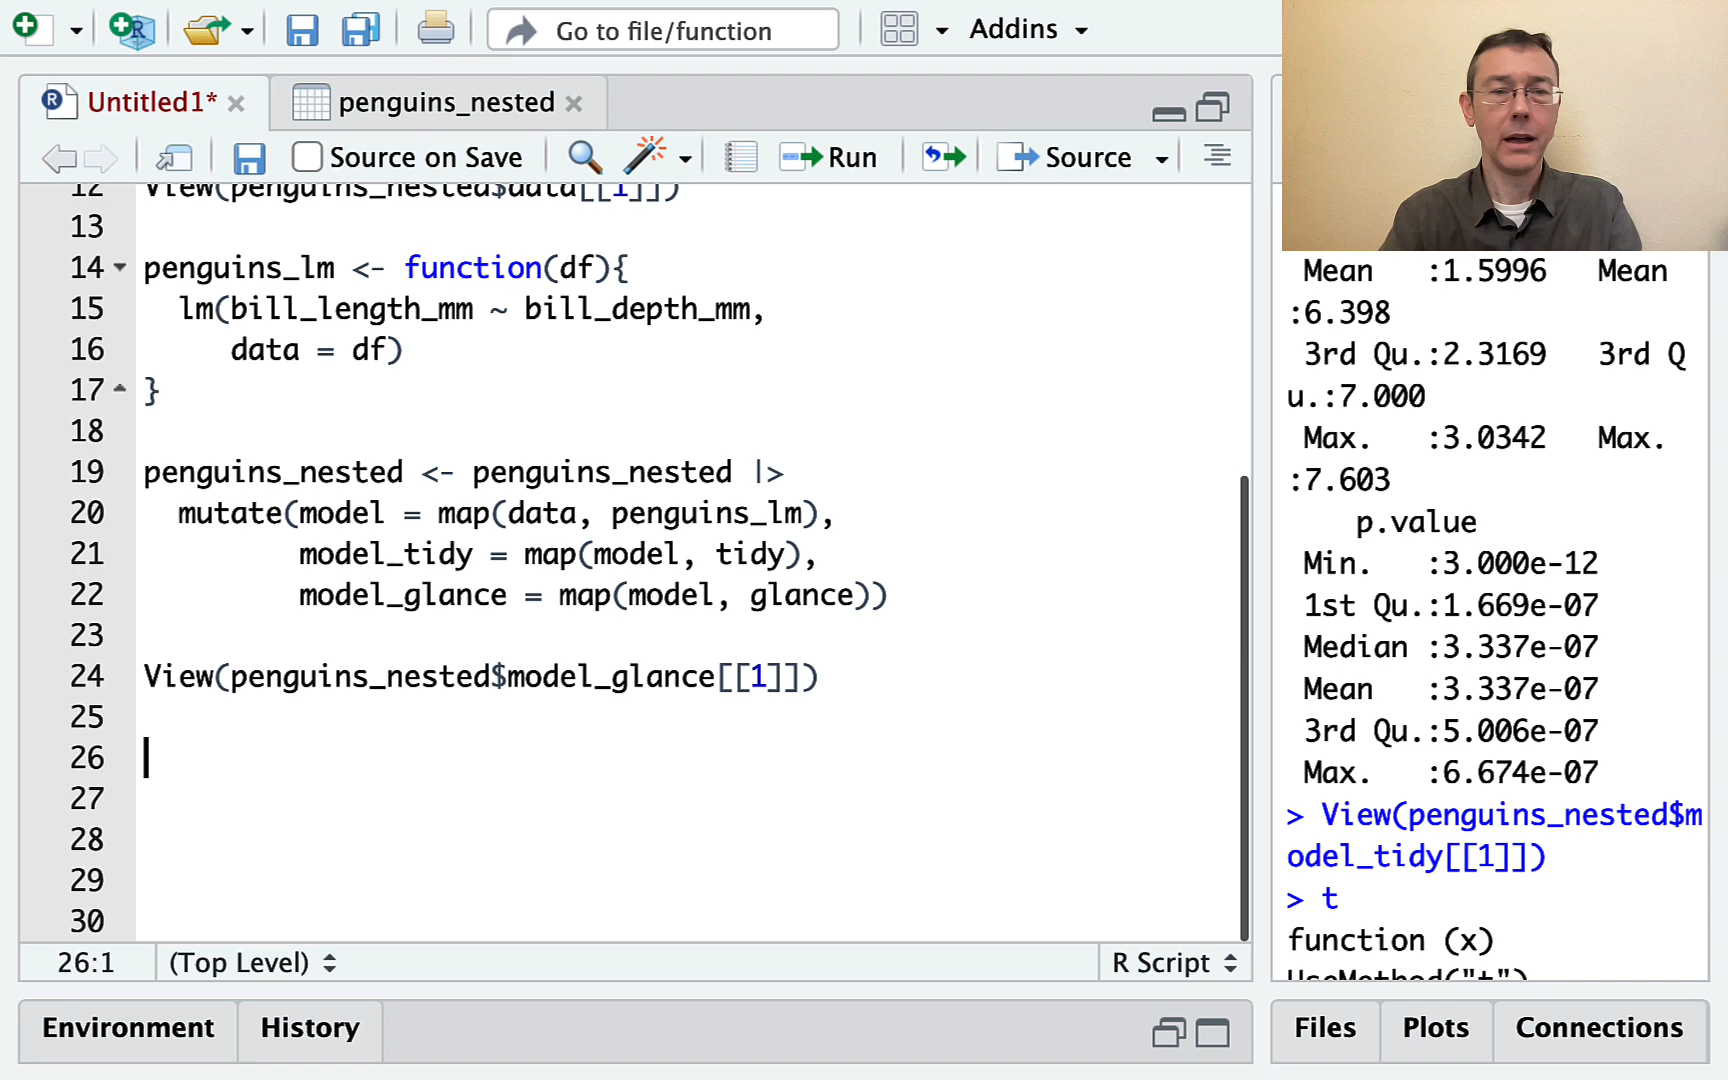 Go to file/function
Addins
Untitled1*
penguins_nested
Source on Save
Run
Source
12 View(penguins_nested$data[[1]])
13
14 penguins_lm <- function(df){
15 lm(bill_length_mm ~ bill_depth_mm,
16 data = df)
17 }
18
19 penguins_nested <- penguins_nested |>
20 mutate(model = map(data, penguins_lm),
21 model_tidy = map(model, tidy),
22 model_glance = map(model, glance))
23
24 View(penguins_nested$model_glance[[1]])
25
26
27
28
29
30
26:1
(Top Level)
R Script
Environment
History
Mean :1.5996 Mean
:6.398
3rd Qu.:2.3169 3rd Q
u.:7.000
Max. :3.0342 Max.
:7.603
p.value
Min. :3.000e-12
1st Qu.:1.669e-07
Median :3.337e-07
Mean :3.337e-07
3rd Qu.:5.006e-07
Max. :6.674e-07
> View(penguins_nested$m
odel_tidy[[1]])
> t
function (x)
UseMethod("t")
Files
Plots
Connections